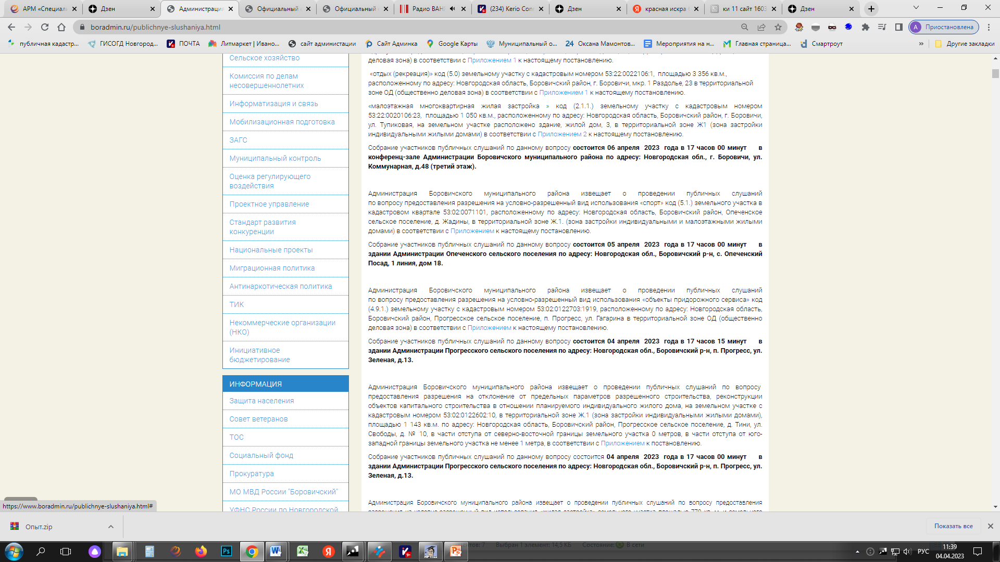 АРМ «Специали
Дзен
Администрация
Официальный
Официальный
Радио ВАНЯ
(234) Kerio Conn
Дзен
красная искра
ки 11 сайт 1603
Дзен
boradmin.ru/publichnye-slushaniya.html
А
Приостановлена
публичная кадастр...
ГИСОГД Новгород...
ПОЧТА
Литмаркет | Ивано...
сайт администации
Сайт Админка
Google Карты
Муниципальный о...
24
Оксана Мамонтов...
Мероприятия на н...
Главная страница...
Смартроут
»
Другие закладки
Сельское хозяйство
Комиссия по делам
несовершеннолетних
Информатизация и связь
Мобилизационная подготовка
ЗАГС
Муниципальный контроль
Оценка регулирующего
воздействия
Проектное управление
Стандарт развития
конкуренции
Национальные проекты
Миграционная политика
Антинаркотическая политика
ТИК
Некоммерческие организации
(НКО)
Инициативное
бюджетирование
ИНФОРМАЦИЯ
Защита населения
Совет ветеранов
ТОС
Социальный фонд
Прокуратура
МО МВД России "Боровичский"
УФНС России по Новгородской
деловая зона) в соответствии с Приложением 1 к настоящему постановлению.
«отдых (рекреация)» код (5.0) земельному участку с кадастровым номером 53:22:0022106:1, площадью 3 356 кв.м.,
расположенному по адресу: Новгородская область, Боровичский район, г. Боровичи, мкр. 1 Раздолье, 23 в территориальной
зоне ОД (общественно деловая зона) в соответствии с Приложением 1 к настоящему постановлению.
«малоэтажная многоквартирная жилая застройка » код (2.1.1.) земельному участку с кадастровым номером
53:22:0020106:23, площадью 1 050 кв.м., расположенному по адресу: Новгородская область, Боровичский район, г. Боровичи,
ул. Тупиковая, на земельном участке расположено здание, жилой дом, 3, в территориальной зоне Ж1 (зона застройки
индивидуальными жилыми домами) в соответствии с Приложением 2 к настоящему постановлению.
Собрание участников публичных слушаний по данному вопросу состоится 06 апреля 2023 года в 17 часов 00 минут в
конференц-зале Администрации Боровичского муниципального района по адресу: Новгородская обл., г. Боровичи, ул.
Коммунарная, д.48 (третий этаж).
Администрация Боровичского муниципального района извещает о проведении публичных слушаний
по вопросу предоставления разрешения на условно-разрешенный вид использования «спорт» код (5.1.) земельного участка в
кадастровом квартале 53:02:0071101, расположенному по адресу: Новгородская область, Боровичский район, Опеченское
сельское поселение, д. Жадины, в территориальной зоне Ж.1. (зона застройки индивидуальными и малоэтажными жилыми
домами) в соответствии с Приложением к настоящему постановлению.
Собрание участников публичных слушаний по данному вопросу состоится 05 апреля 2023 года в 17 часов 00 минут в
здании Администрации Опеченского сельского поселения по адресу: Новгородская обл., Боровичский р-н, с. Опеченский
Посад, 1 линия, дом 18.
Администрация Боровичского муниципального района извещает о проведении публичных слушаний
по вопросу предоставления разрешения на условно-разрешенный вид использования «объекты придорожного сервиса» код
(4.9.1.) земельному участку с кадастровым номером 53:02:0122703:1919, расположенному по адресу: Новгородская область,
Боровичский район, Прогресское сельское поселение, п. Прогресс, ул. Гагарина в территориальной зоне ОД (общественно
деловая зона) в соответствии с Приложением к настоящему постановлению.
Собрание участников публичных слушаний по данному вопросу состоится 04 апреля 2023 года в 17 часов 15 минут в
здании Администрации Прогресского сельского поселения по адресу: Новгородская обл., Боровичский р-н, п. Прогресс, ул.
Зеленая, д.13.
Администрация Боровичского муниципального района извещает о проведении публичных слушаний по вопросу
предоставления разрешения на отклонение от предельных параметров разрешенного строительства, реконструкции
объектов капитального строительства в отношении планируемого индивидуального жилого дома, на земельном участке с
кадастровым номером 53:02:0122602:10, в территориальной зоне Ж.1 (зона застройки индивидуальными жилыми домами),
площадью 1 143 кв.м. по адресу: Новгородская область, Боровичский район, Прогресское сельское поселение, д. Тини, ул.
Свободы, д. № 10, в части отступа от северно-восточной границы земельного участка 0 метров, в части отступа от юго-
западной границы земельного участка не менее 1 метра, в соответствии с Приложением к постановлению.
Собрание участников публичных слушаний по данному вопросу состоится 04 апреля 2023 года в 17 часов 00 минут в
здании Администрации Прогресского сельского поселения по адресу: Новгородская обл., Боровичский р-н, п. Прогресс, ул.
Зеленая, д.13.
Администрация Боровичского муниципального района извещает о проведении публичных слушаний по вопросу предоставления
https://www.boradmin.ru/publichnye-slushaniya.html#
Опыт.zip
Показать все
Выбран 1 элемент: 14,5 КБ
Состояние: В сети
РУС
11:39
04.04.2023